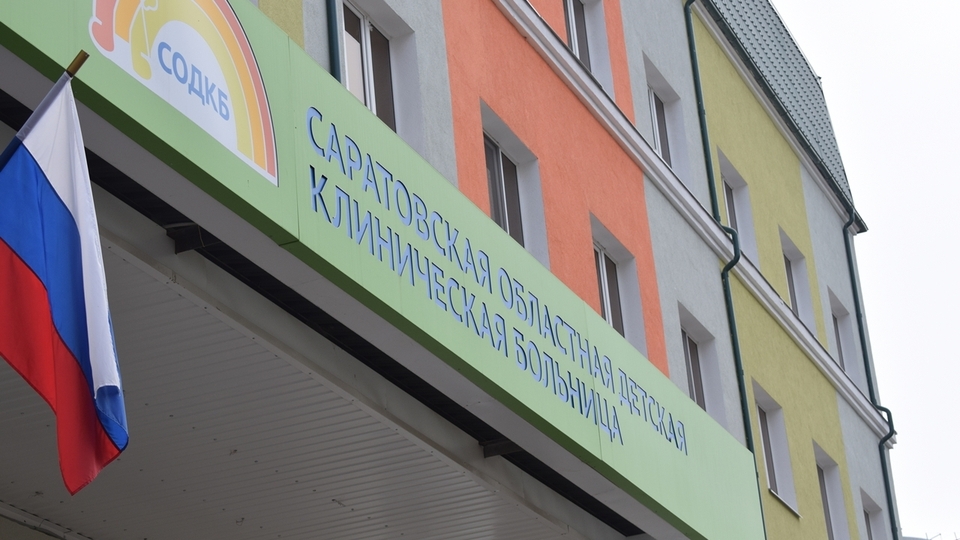 СОДКБ
САРАТОВСКАЯ ОБЛАСТНАЯ ДЕТСКАЯ
КЛИНИЧЕСКАЯ БОЛЬНИЦА